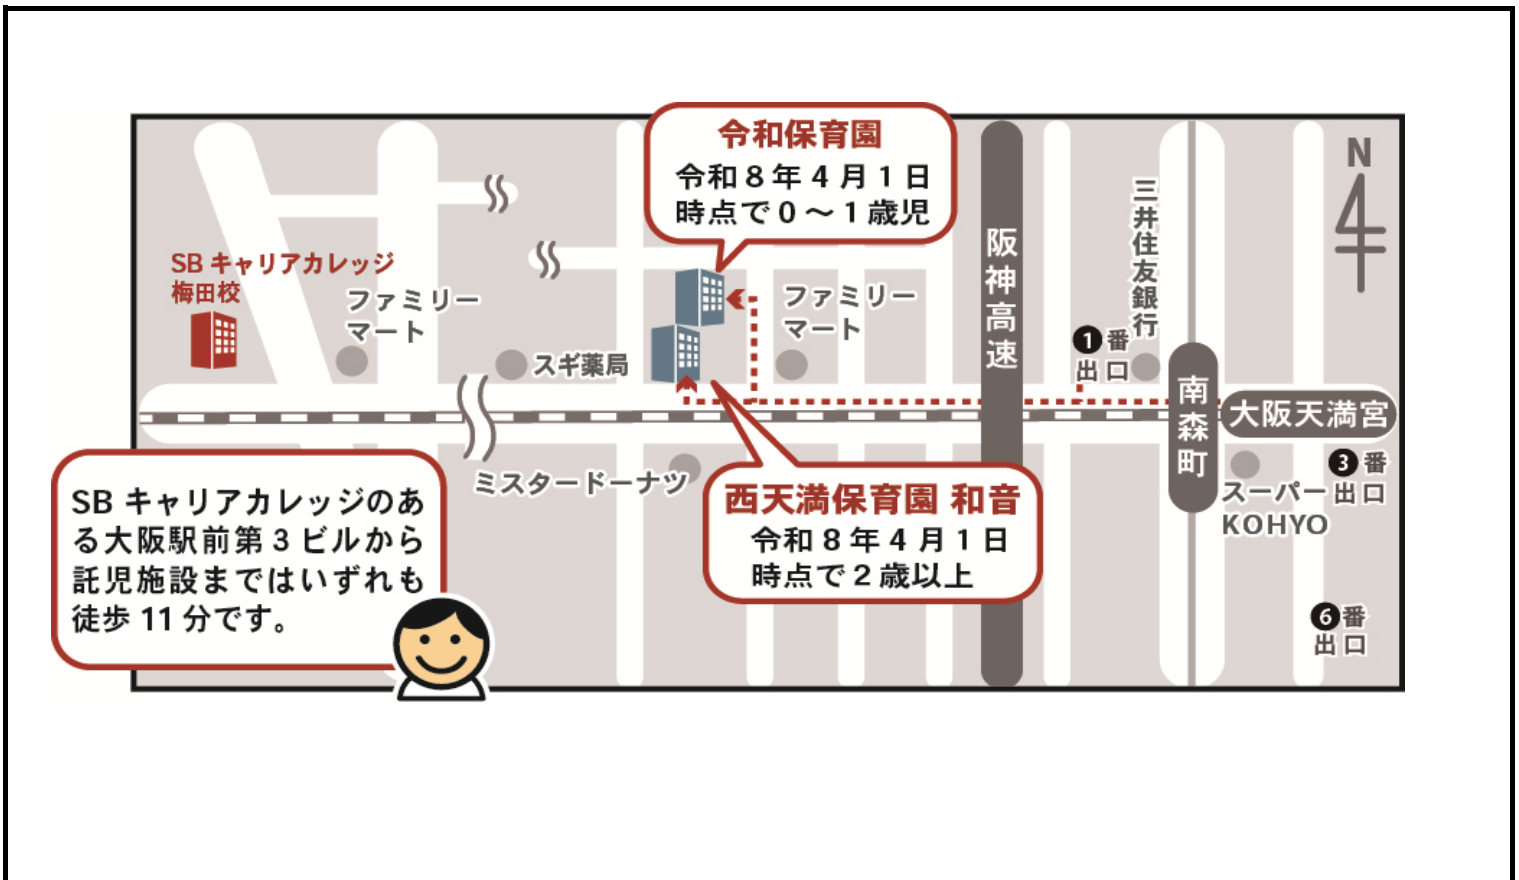 令和保育園
令和８年４月１日
時点で０～１歳児
N
三井住友銀行
阪神高速
SB キャリアカレッジ
梅田校
ファミリー
マート
ファミリー
マート
スギ薬局
❶番
出口
南森町
大阪天満宮
ミスタードーナツ
❸番
出口
スーパー
KOHYO
西天満保育園 和音
令和８年４月１日
時点で２歳以上
SB キャリアカレッジのあ
る大阪駅前第３ビルから
託児施設まではいずれも
徒歩 11 分です。
❻番
出口